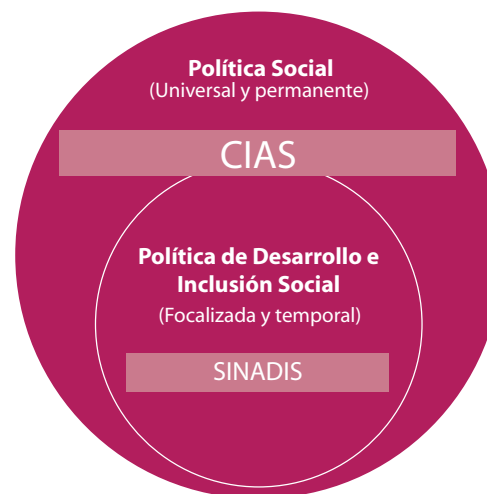 Política Social
(Universal y permanente)
CIAS
Política de Desarrollo e
Inclusión Social
(Focalizada y temporal)
SINADIS